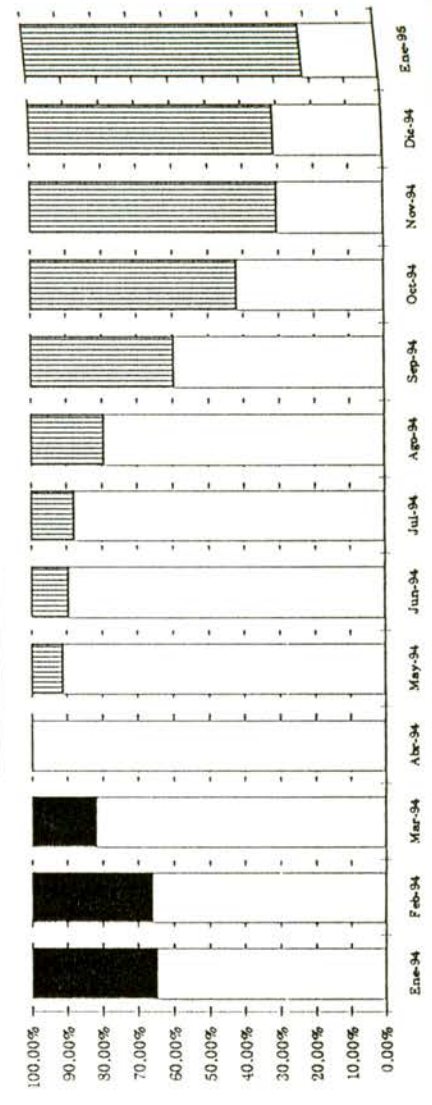 100.00%
90.00%
80.00%
70.00%
60.00%
50.00%
40.00%
30.00%
20.00%
10.00%
0.00%
Ene-94
Feb-94
Mar-94
Abr-94
May-94
Jun-94
Jul-94
Ago-94
Sep-94
Oct-94
Nov-94
Dic-94
Ene-95